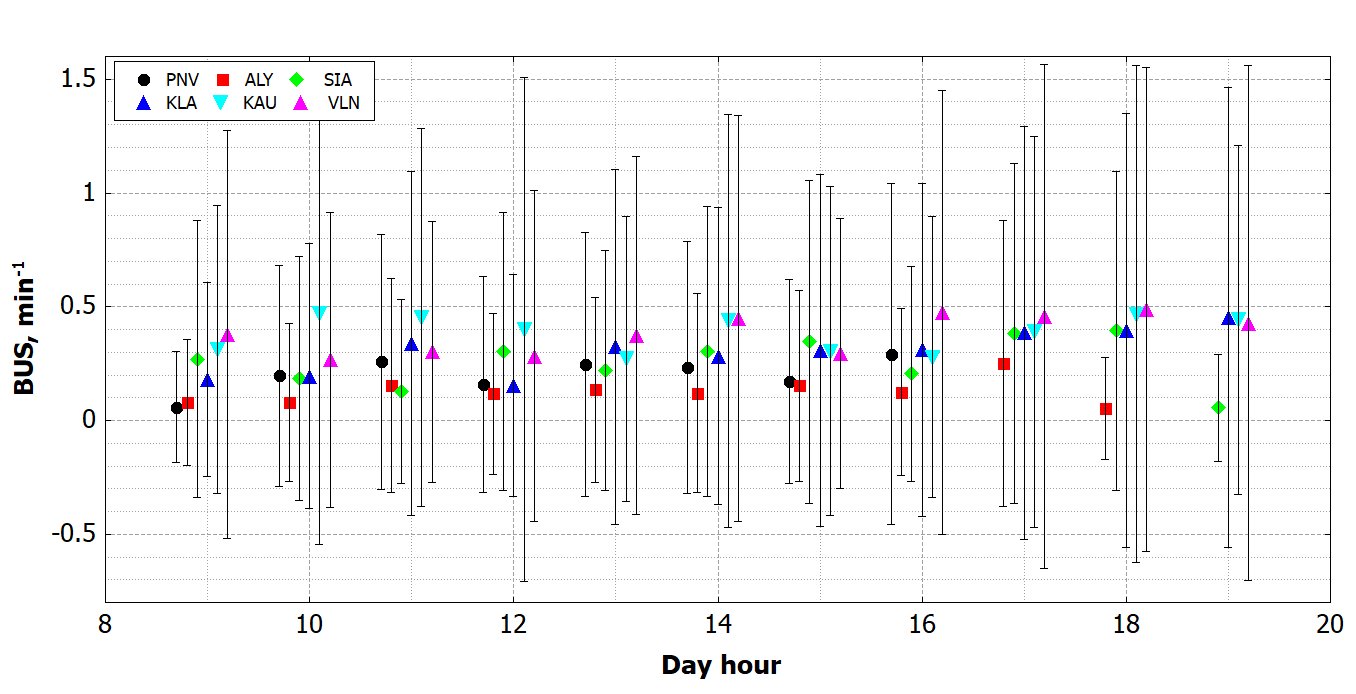 1.5
1
0.5
0
-0.5
BUS, min-1
PNV ALY SIA
KLA KAU VLN
8 10 12 14 16 18 20
Day hour